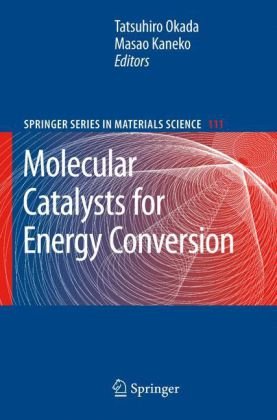 Tatsuhiro Okada
Masao Kaneko
Editors
SPRINGER SERIES IN MATERIALS SCIENCE 111
Molecular
Catalysts for
Energy Conversion
Springer